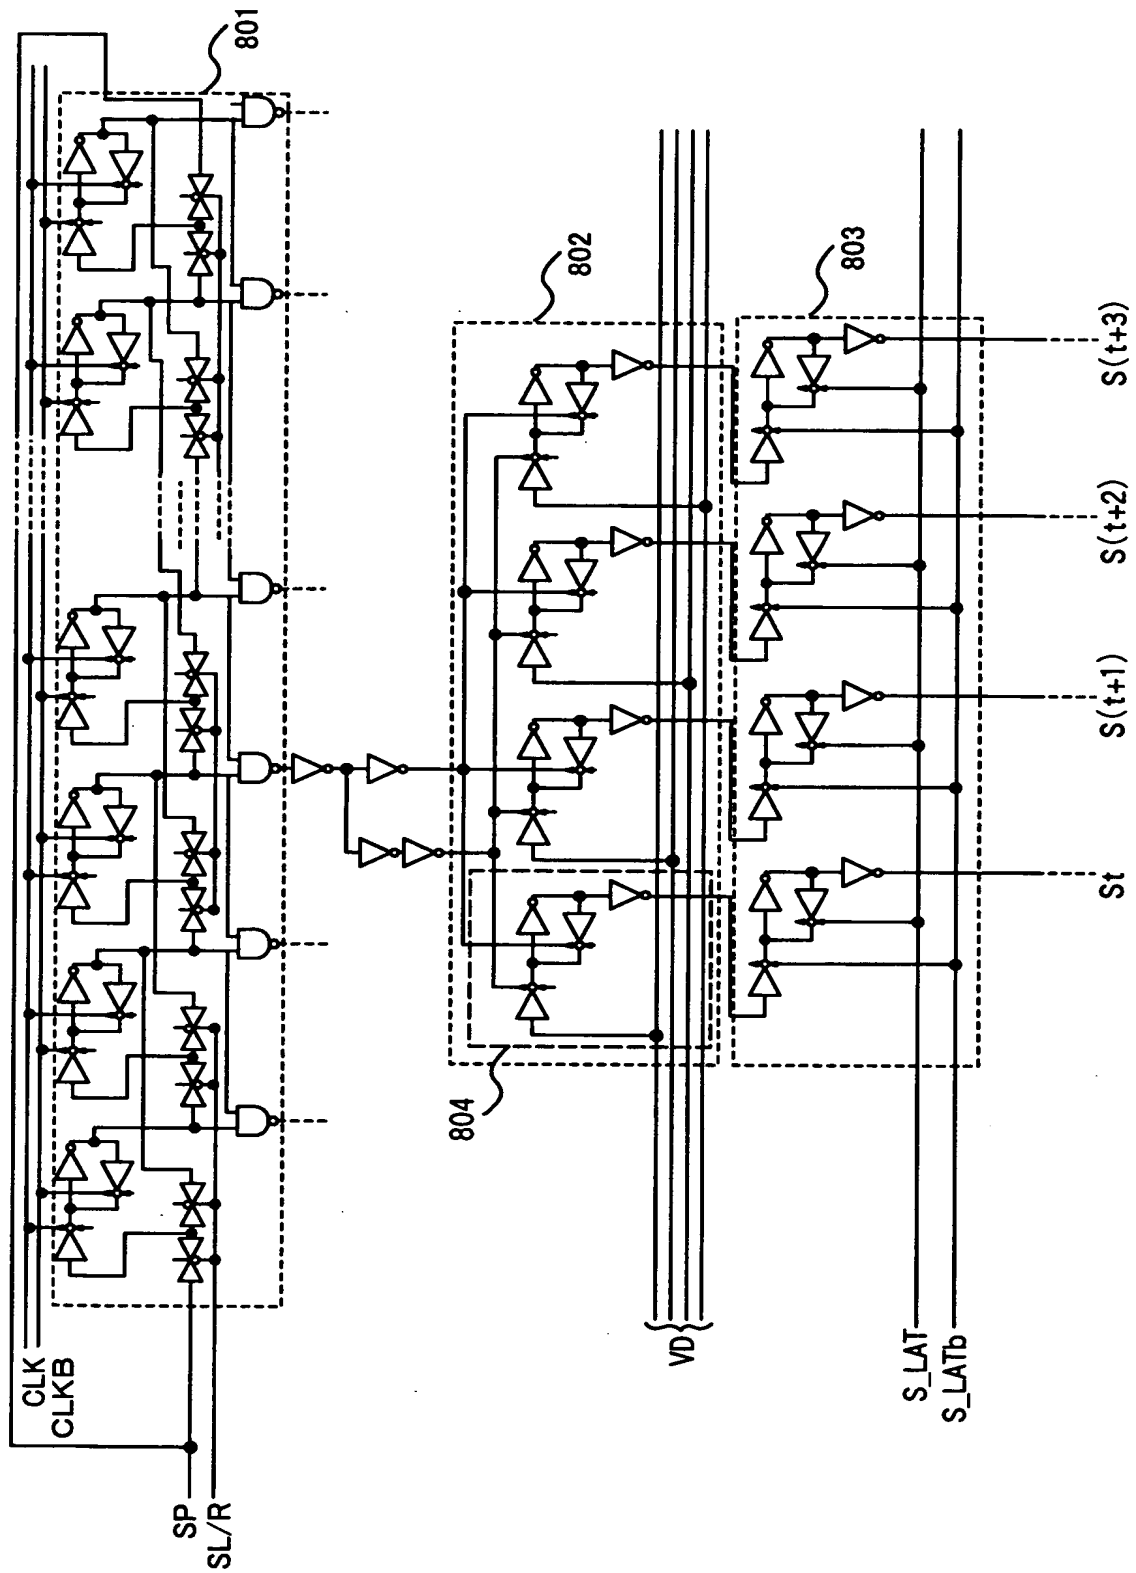 801
CLK
CLKB
SP
SL/R
802
804
VD
803
S_LAT
S_LATb
St
S(t+1)
S(t+2)
S(t+3)